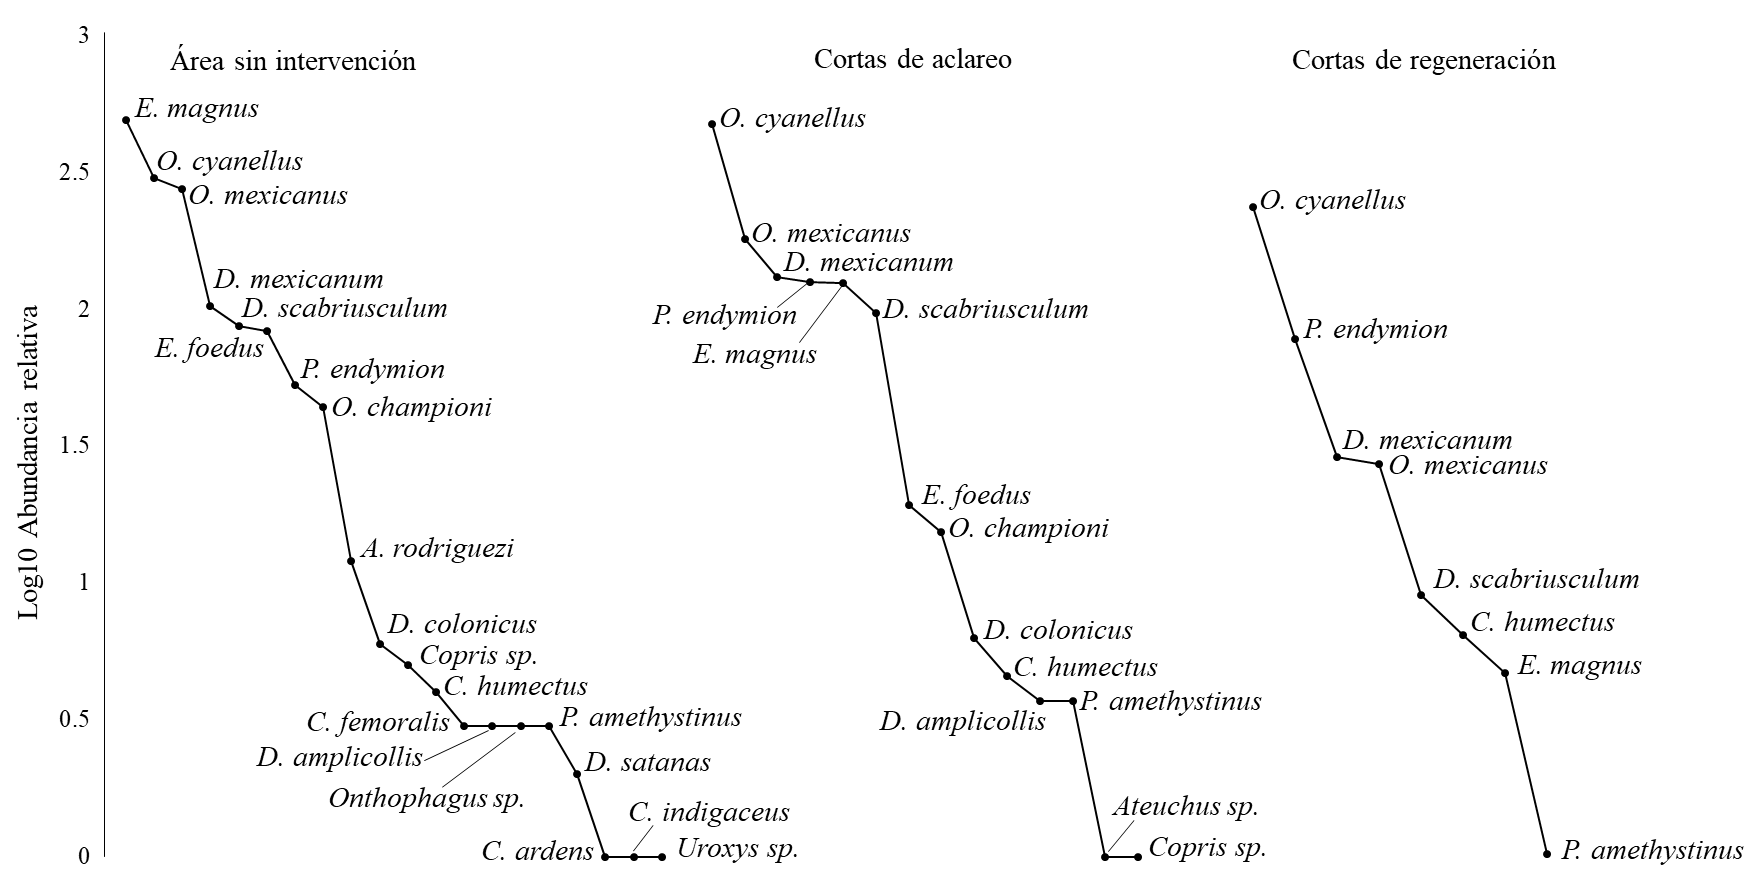 Log10 Abundancia relativa
3
2.5
2
1.5
1
0.5
0
Área sin intervención
E. magnus
O. cyanellus
O. mexicanus
D. mexicanum
D. scabriusculum
E. foedus
P. endymion
O. championi
A. rodriguezi
D. colonicus
Copris sp.
C. humectus
C. femoralis
P. amethystinus
D. amplicollis
Onthophagus sp.
D. satanas
C. indigaceus
C. ardens
Uroxys sp.
Cortas de aclareo
O. cyanellus
O. mexicanus
D. mexicanum
P. endymion
E. magnus
D. scabriusculum
E. foedus
O. championi
D. colonicus
C. humectus
D. amplicollis
P. amethystinus
Ateuchus sp.
Copris sp.
Cortas de regeneración
O. cyanellus
P. endymion
D. mexicanum
O. mexicanus
D. scabriusculum
C. humectus
E. magnus
P. amethystinus